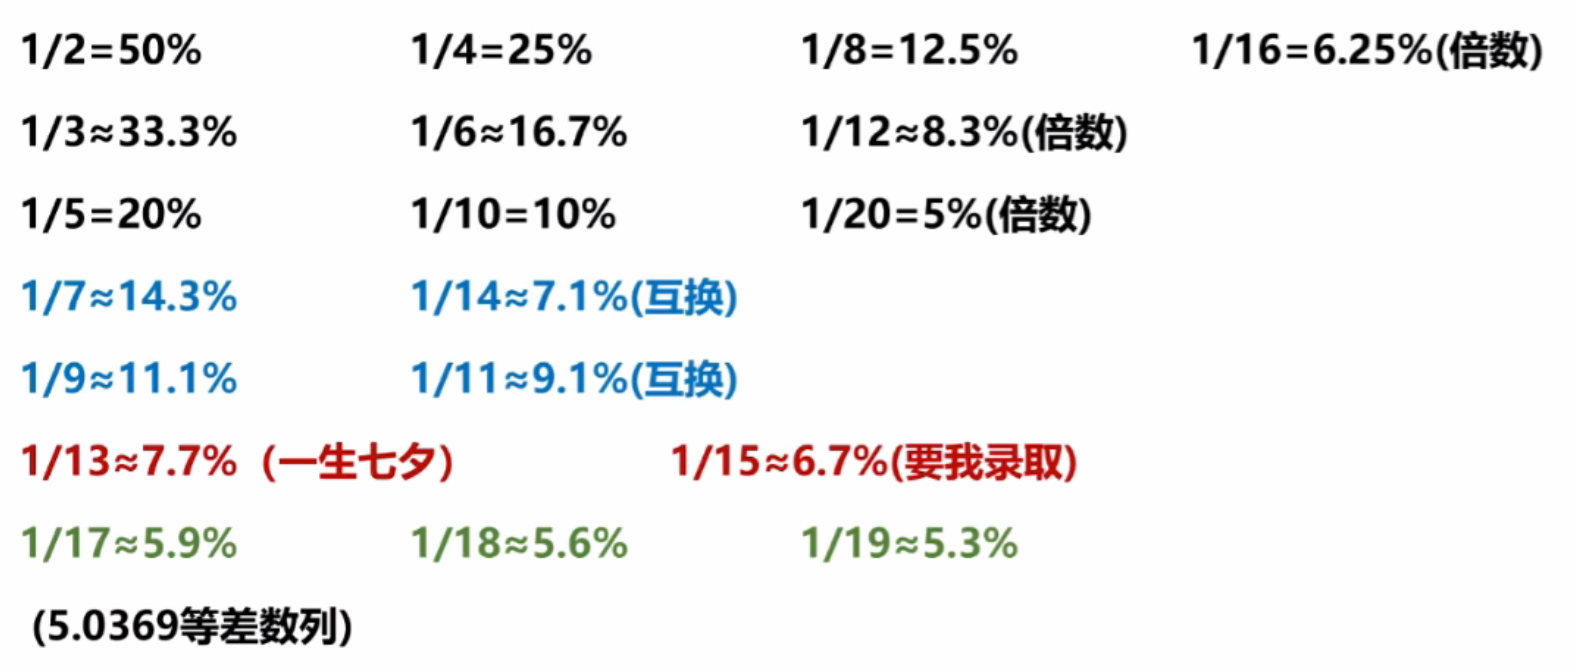 1/2=50% 1/4=25% 1/8=12.5% 1/16=6.25%(倍数)
1/3≈33.3% 1/6≈16.7% 1/12≈8.3%(倍数)
1/5=20% 1/10=10% 1/20=5%(倍数)
1/7≈14.3% 1/14≈7.1%(互换)
1/9≈11.1% 1/11≈9.1%(互换)
1/13≈7.7%（一生七夕） 1/15≈6.7%(要我录取)
1/17≈5.9% 1/18≈5.6% 1/19≈5.3%
(5.0369等差数列)